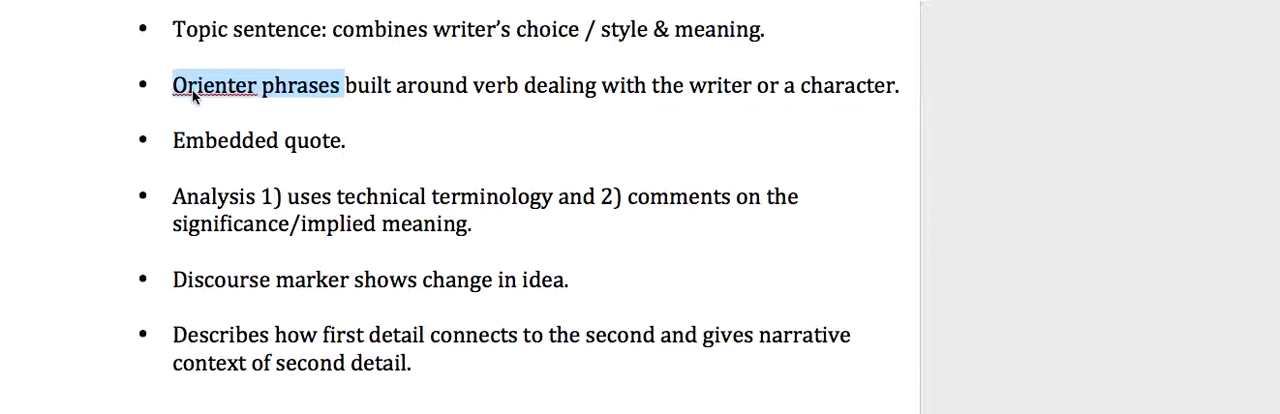 • Topic sentence: combines writer’s choice / style & meaning.
• Orienter phrases built around verb dealing with the writer or a character.
• Embedded quote.
• Analysis 1) uses technical terminology and 2) comments on the
significance/implied meaning.
• Discourse marker shows change in idea.
• Describes how first detail connects to the second and gives narrative
context of second detail.